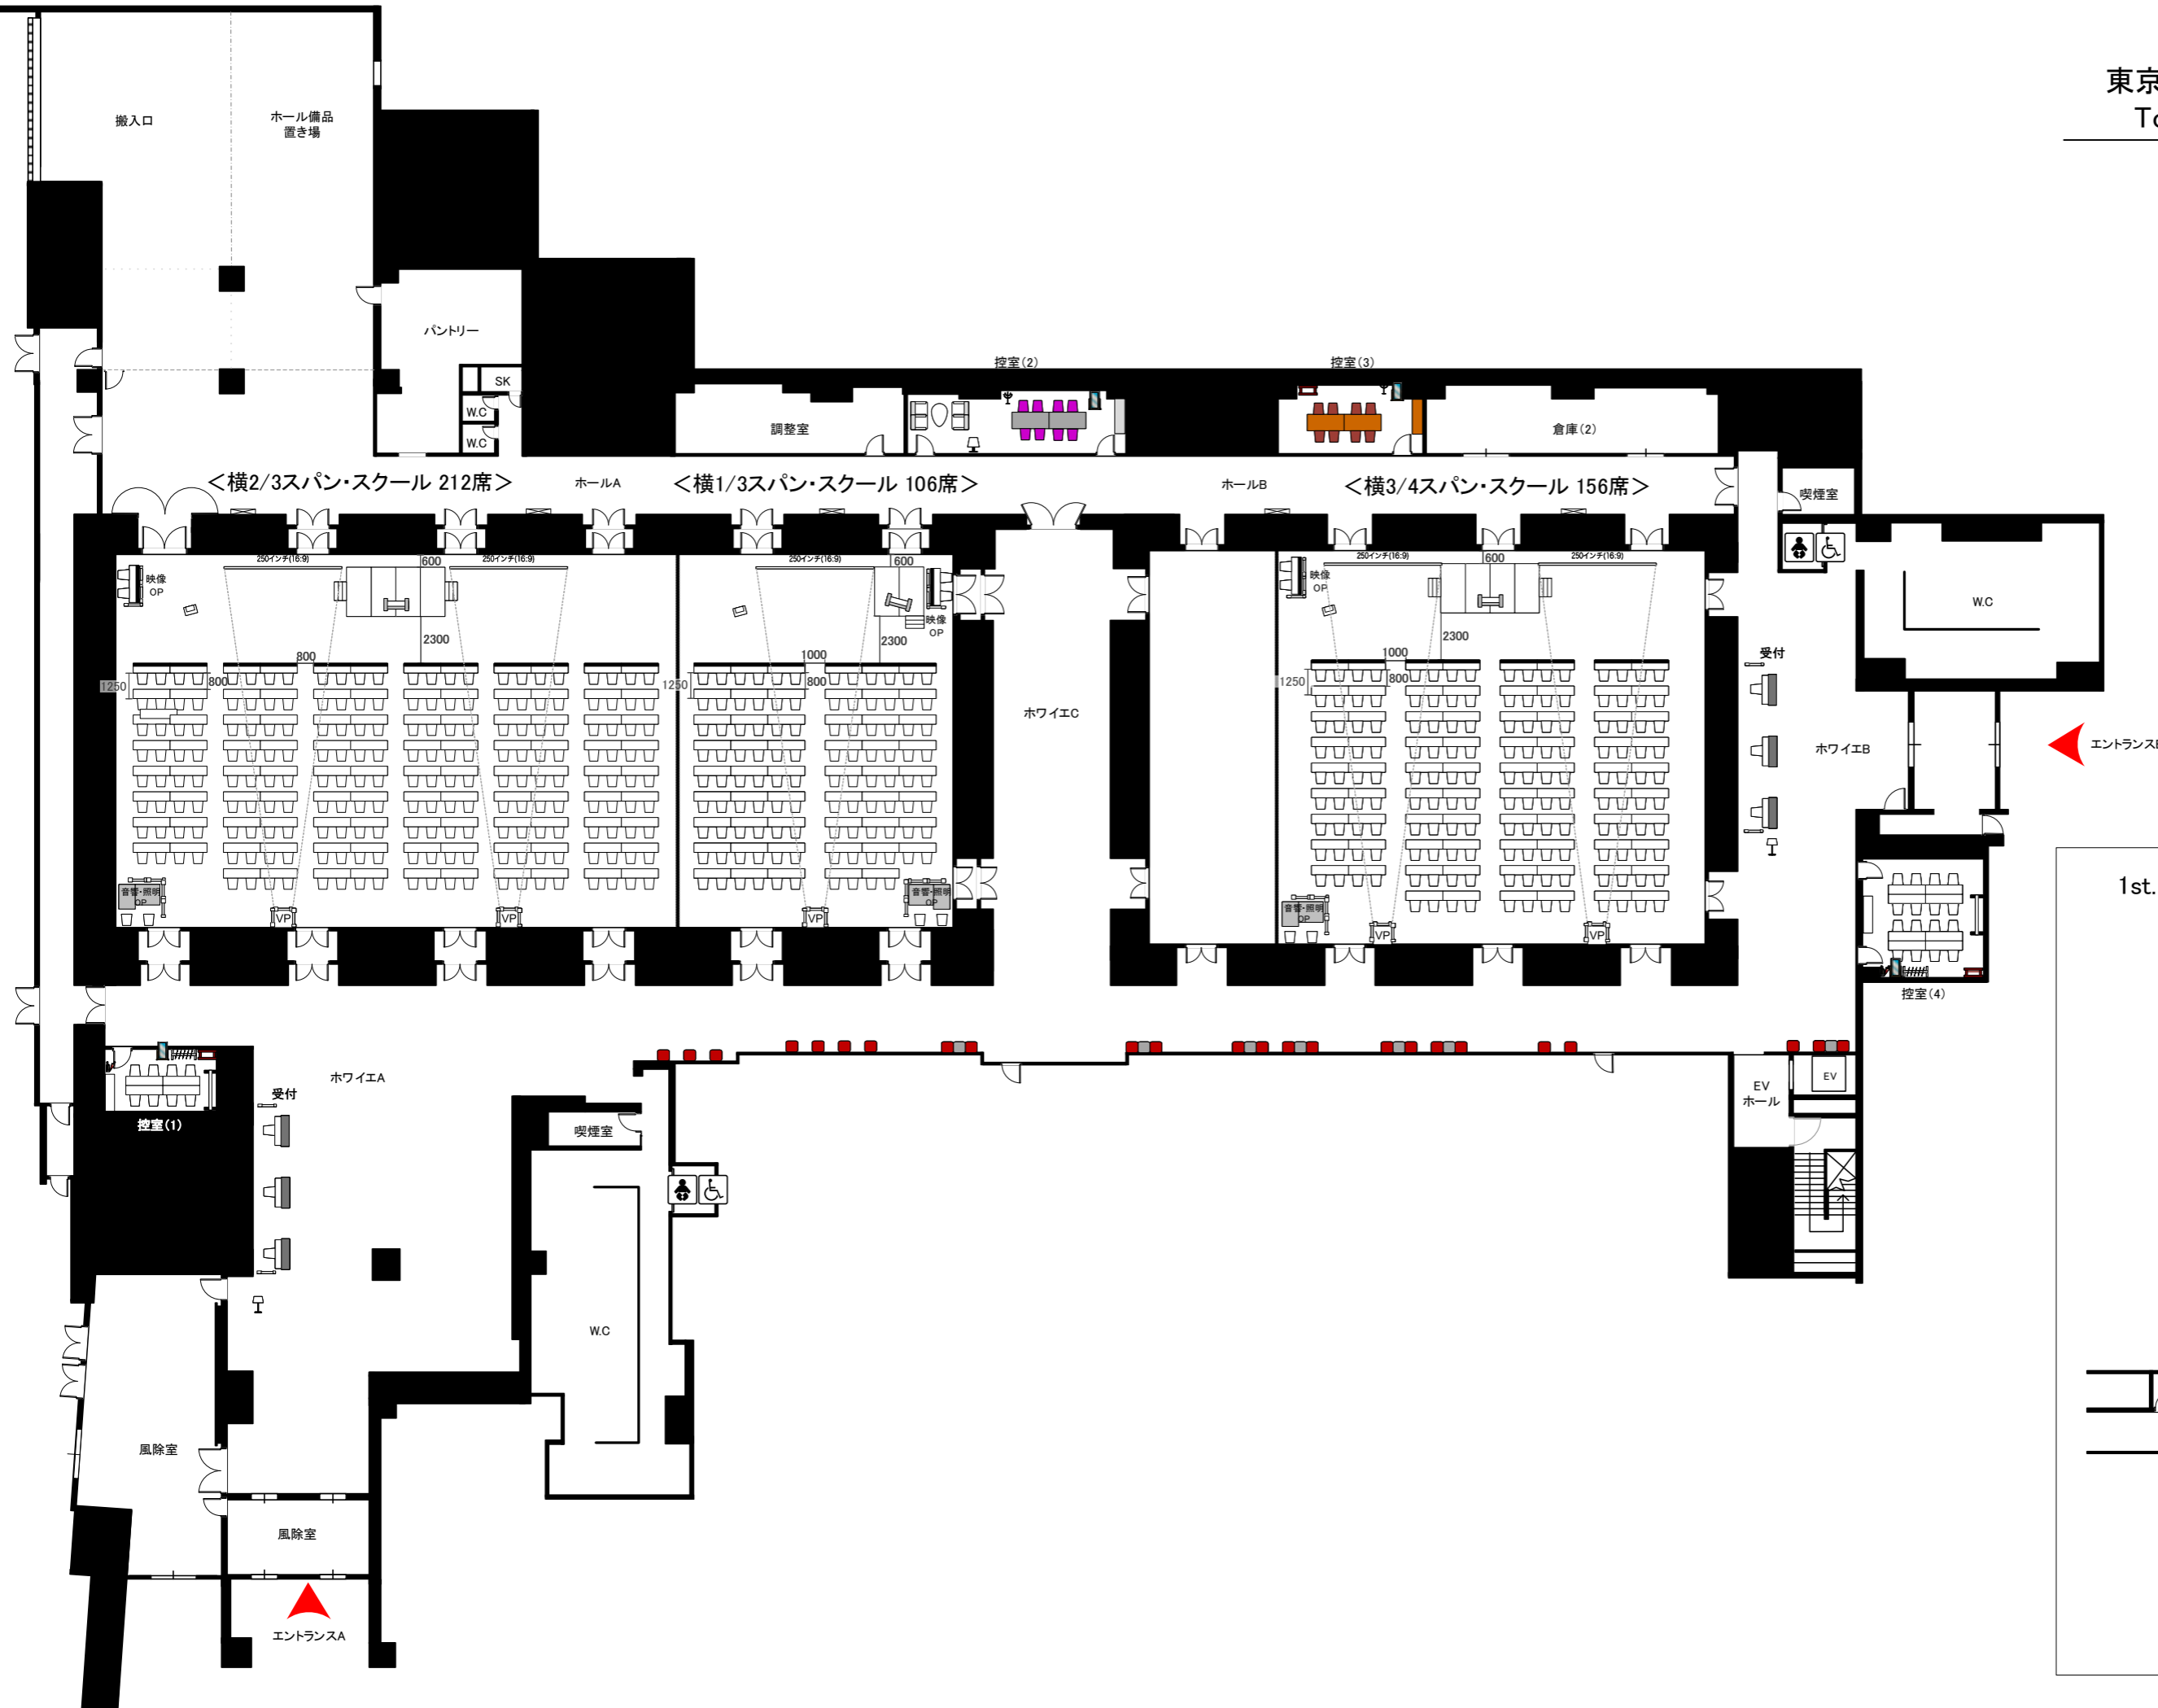 東京
To
搬入口
ホール備品
置き場
パントリー
SK
W.C
W.C
控室(2)
控室(3)
調整室
倉庫(2)
<横2/3スパン・スクール 212席>
ホールA
<横1/3スパン・スクール 106席>
ホールB
<横3/4スパン・スクール 156席>
喫煙室
250インチ(16:9)
250インチ(16:9)
250インチ(16:9)
250インチ(16:9)
250インチ(16:9)
600
600
600
映像
OP
映像
OP
映像
OP
W.C
2300
2300
2300
800
1000
1000
1250
800
1250
800
1250
800
受付
ホワイエC
ホワイエB
エントランスB
1st.
音響・照明
OP
VP
VP
VP
音響・照明
OP
音響・照明
OP
VP
VP
控室(4)
ホワイエA
受付
控室(1)
喫煙室
EV
ホール
EV
W.C
風除室
風除室
エントランスA